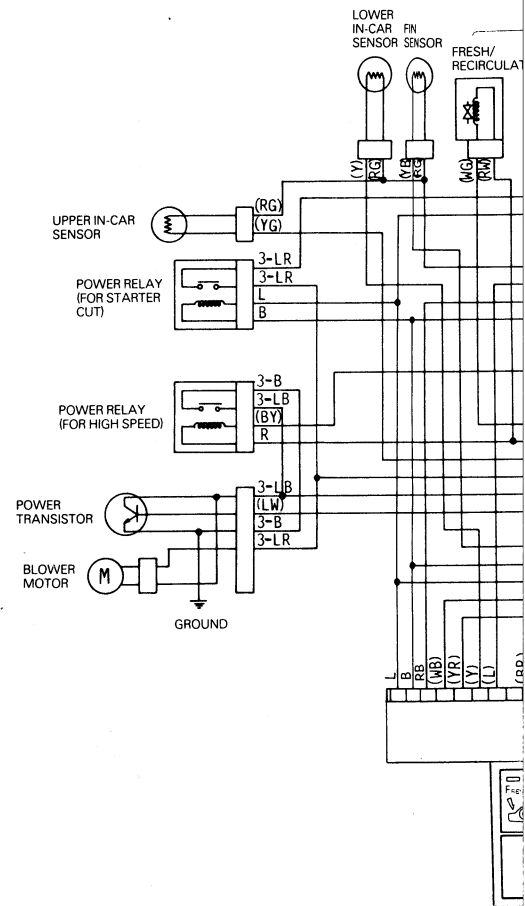 LOWER
IN-CAR FIN
SENSOR SENSOR
FRESH/
RECIRCULAT
(Y)
(RG)
(YB)
(RG)
(WG)
(RW)
(RG)
(YG)
UPPER IN-CAR
SENSOR
3-LR
3-LR
L
B
POWER RELAY
(FOR STARTER
CUT)
3-B
3-LB
(BY)
R
POWER RELAY
(FOR HIGH SPEED)
3-LB
(LW)
3-B
3-LR
POWER
TRANSISTOR
BLOWER
MOTOR
M
GROUND
L
B
RB
(WB)
(YR)
(Y)
(L)